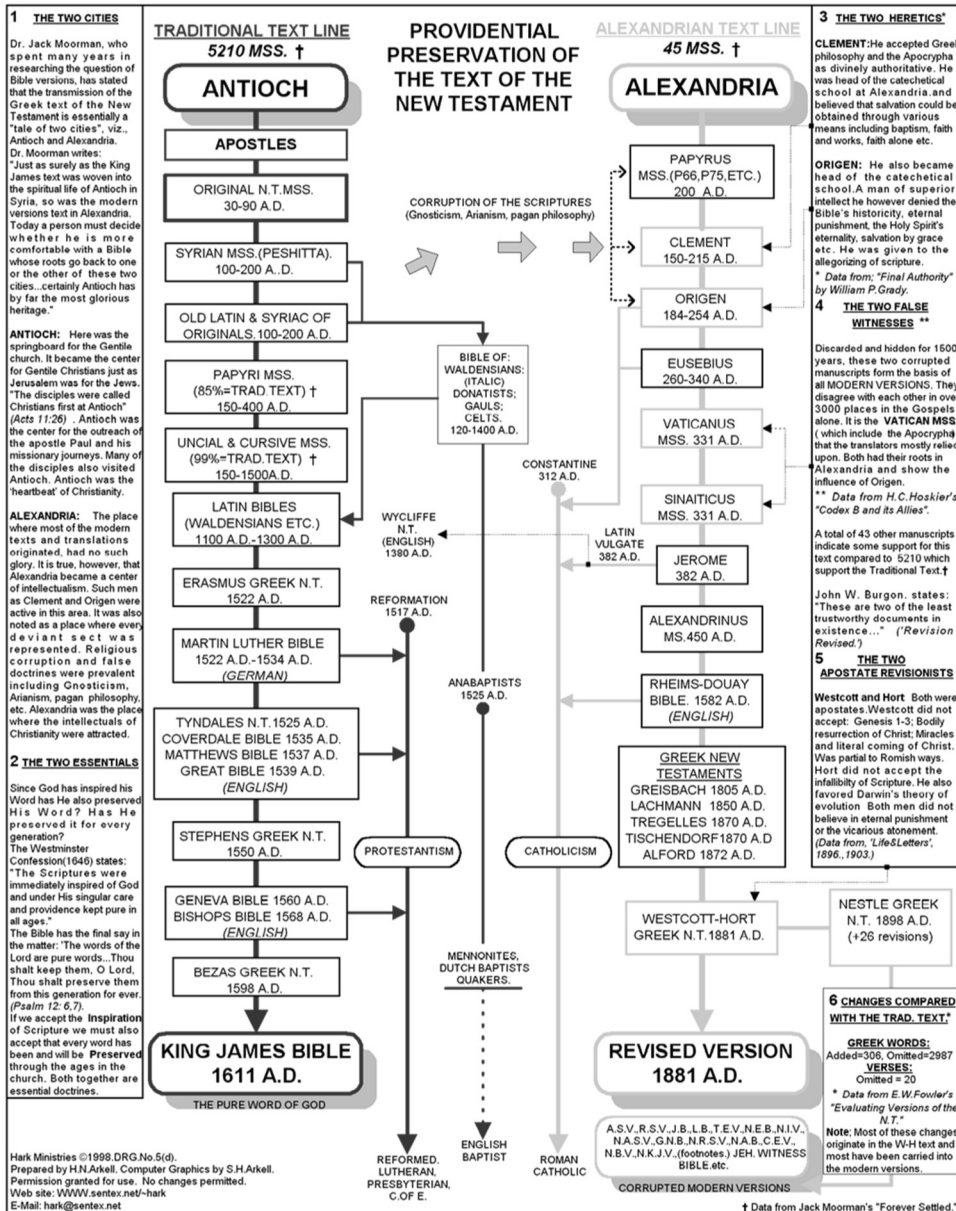 1 THE TWO CITIES
Dr. Jack Moorman, who
spent many years in
researching the question of
Bible versions, has stated
that the transmission of the
Greek text of the New
Testament is essentially a
"tale of two cities", viz.,
Antioch and Alexandria.
Dr. Moorman writes:
"Just as surely as the King
James text was woven into
the spiritual life of Antioch in
Syria, so was the modern
versions text in Alexandria.
Today a person must decide
whether he is more
comfortable with a Bible
whose roots go back to one
or the other of these two
cities...certainly Antioch has
by far the most glorious
heritage."
ANTIOCH: Here was the
springboard for the Gentile
church. It became the center
for Gentile Christians just as
Jerusalem was for the Jews.
"The disciples were called
Christians first at Antioch"
(Acts 11:26) . Antioch was
the center for the outreach of
the apostle Paul and his
missionary journeys. Many of
the disciples also visited
Antioch. Antioch was the
'heartbeat' of Christianity.
ALEXANDRIA: The place
where most of the modern
texts and translations
originated, had no such
glory. It is true, however, that
Alexandria became a center
of intellectualism. Such men
as Clement and Origen were
active in this area. It was also
noted as a place where every
deviant sect was
represented. Religious
corruption and false
doctrines were prevalent
including Gnosticism,
Arianism, pagan philosophy,
etc. Alexandria was the place
where the intellectuals of
Christianity were attracted.
2 THE TWO ESSENTIALS
Since God has inspired his
Word has He also preserved
His Word? Has He
preserved it for every
generation?
The Westminster
Confession(1646) states:
"The Scriptures were
immediately inspired of God
and under His singular care
and providence kept pure in
all ages."
The Bible has the final say in
the matter: 'The words of the
Lord are pure words...Thou
shalt keep them, O Lord,
Thou shalt preserve them
from this generation for ever.
(Psalm 12: 6,7).
If we accept the Inspiration
of Scripture we must also
accept that every word has
been and will be Preserved
through the ages in the
church. Both together are
essential doctrines.
Hark Ministries ©1998.DRG.No.5(d).
Prepared by H.N.Arkell. Computer Graphics by S.H.Arkell.
Permission granted for use. No changes permitted.
Web site: WWW.sentex.net/~hark
E-Mail: hark@sentex.net
TRADITIONAL TEXT LINE
5210 MSS. †
ANTIOCH
APOSTLES
ORIGINAL N.T.MSS.
30-90 A.D.
SYRIAN MSS.(PESHITTA).
100-200 A..D.
OLD LATIN & SYRIAC OF
ORIGINALS.100-200 A.D.
PAPYRI MSS.
(85%=TRAD.TEXT) †
150-400 A.D.
UNCIAL & CURSIVE MSS.
(99%=TRAD.TEXT) †
150-1500A.D.
LATIN BIBLES
(WALDENSIANS ETC.)
1100 A.D.-1300 A.D.
ERASMUS GREEK N.T.
1522 A.D.
MARTIN LUTHER BIBLE
1522 A.D.-1534 A.D.
(GERMAN)
TYNDALES N.T.1525 A.D.
COVERDALE BIBLE 1535 A.D.
MATTHEWS BIBLE 1537 A.D.
GREAT BIBLE 1539 A.D.
(ENGLISH)
STEPHENS GREEK N.T.
1550 A.D.
GENEVA BIBLE 1560 A.D.
BISHOPS BIBLE 1568 A.D.
(ENGLISH)
BEZAS GREEK N.T.
1598 A.D.
KING JAMES BIBLE
1611 A.D.
THE PURE WORD OF GOD
PROVIDENTIAL
PRESERVATION OF
THE TEXT OF THE
NEW TESTAMENT
CORRUPTION OF THE SCRIPTURES
(Gnosticism, Arianism, pagan philosophy)
BIBLE OF:
WALDENSIANS:
(ITALIC)
DONATISTS;
GAULS;
CELTS.
120-1400 A.D.
CONSTANTINE
312 A.D.
WYCLIFFE
N.T.
(ENGLISH)
1380 A.D.
LATIN
VULGATE
382 A.D.
REFORMATION
1517 A.D.
ANABAPTISTS
1525 A.D.
PROTESTANTISM
CATHOLICISM
MENNONITES,
DUTCH BAPTISTS
QUAKERS.
REFORMED.
LUTHERAN,
PRESBYTERIAN,
C.OF E.
ENGLISH
BAPTIST
ROMAN
CATHOLIC
ALEXANDRIAN TEXT LINE
45 MSS. †
ALEXANDRIA
PAPYRUS
MSS.(P66,P75,ETC.)
200 A.D.
CLEMENT
150-215 A.D.
ORIGEN
184-254 A.D.
EUSEBIUS
260-340 A.D.
VATICANUS
MSS. 331 A.D.
SINAITICUS
MSS. 331 A.D.
JEROME
382 A.D.
ALEXANDRINUS
MS.450 A.D.
RHEIMS-DOUAY
BIBLE. 1582 A.D.
(ENGLISH)
GREEK NEW
TESTAMENTS
GREISBACH 1805 A.D.
LACHMANN 1850 A.D.
TREGELLES 1870 A.D.
TISCHENDORF1870 A.D
ALFORD 1872 A.D.
WESTCOTT-HORT
GREEK N.T.1881 A.D.
NESTLE GREEK
N.T. 1898 A.D.
(+26 revisions)
REVISED VERSION
1881 A.D.
A.S.V.,R.S.V.,J.B.,L.B.,T.E.V.,N.E.B.,N.I.V.,
N.A.S.V.,G.N.B.,N.R.S.V.,N.A.B.,C.E.V.,
N.B.V.,N.K.J.V.,(footnotes.) JEH. WITNESS
BIBLE.etc.
CORRUPTED MODERN VERSIONS
3 THE TWO HERETICS*
CLEMENT:He accepted Greek
philosophy and the Apocrypha
as divinely authoritative. He
was head of the catechetical
school at Alexandria,and
believed that salvation could be
obtained through various
means including baptism, faith
and works, faith alone etc.
ORIGEN: He also became
head of the catechetical
school.A man of superior
intellect he however denied the
Bible's historicity, eternal
punishment, the Holy Spirit's
eternality, salvation by grace
etc. He was given to the
allegorizing of scripture.
* Data from; "Final Authority"
by William P.Grady.
4 THE TWO FALSE
WITNESSES **
Discarded and hidden for 1500
years, these two corrupted
manuscripts form the basis of
all MODERN VERSIONS. They
disagree with each other in over
3000 places in the Gospels
alone. It is the VATICAN MSS
( which include the Apocrypha)
that the translators mostly relied
upon. Both had their roots in
Alexandria and show the
influence of Origen.
** Data from H.C.Hoskier's
"Codex B and its Allies".
A total of 43 other manuscripts
indicate some support for this
text compared to 5210 which
support the Traditional Text.†
John W. Burgon. states:
"These are two of the least
trustworthy documents in
existence..." ('Revision
Revised.')
5 THE TWO
APOSTATE REVISIONISTS
Westcott and Hort Both were
apostates.Westcott did not
accept: Genesis 1-3; Bodily
resurrection of Christ; Miracles
and literal coming of Christ.
Was partial to Romish ways.
Hort did not accept the
infallibilty of Scripture. He also
favored Darwin's theory of
evolution Both men did not
believe in eternal punishment
or the vicarious atonement.
(Data from, 'Life&Letters',
1896., 1903.)
6 CHANGES COMPARED
WITH THE TRAD. TEXT.*
GREEK WORDS:
Added=306, Omitted=2987
VERSES:
Omitted = 20
* Data from E.W.Fowler's
"Evaluating Versions of the
N.T."
Note; Most of these changes
originate in the W-H text and
most have been carried into
the modern versions.
† Data from Jack Moorman's "Forever Settled."